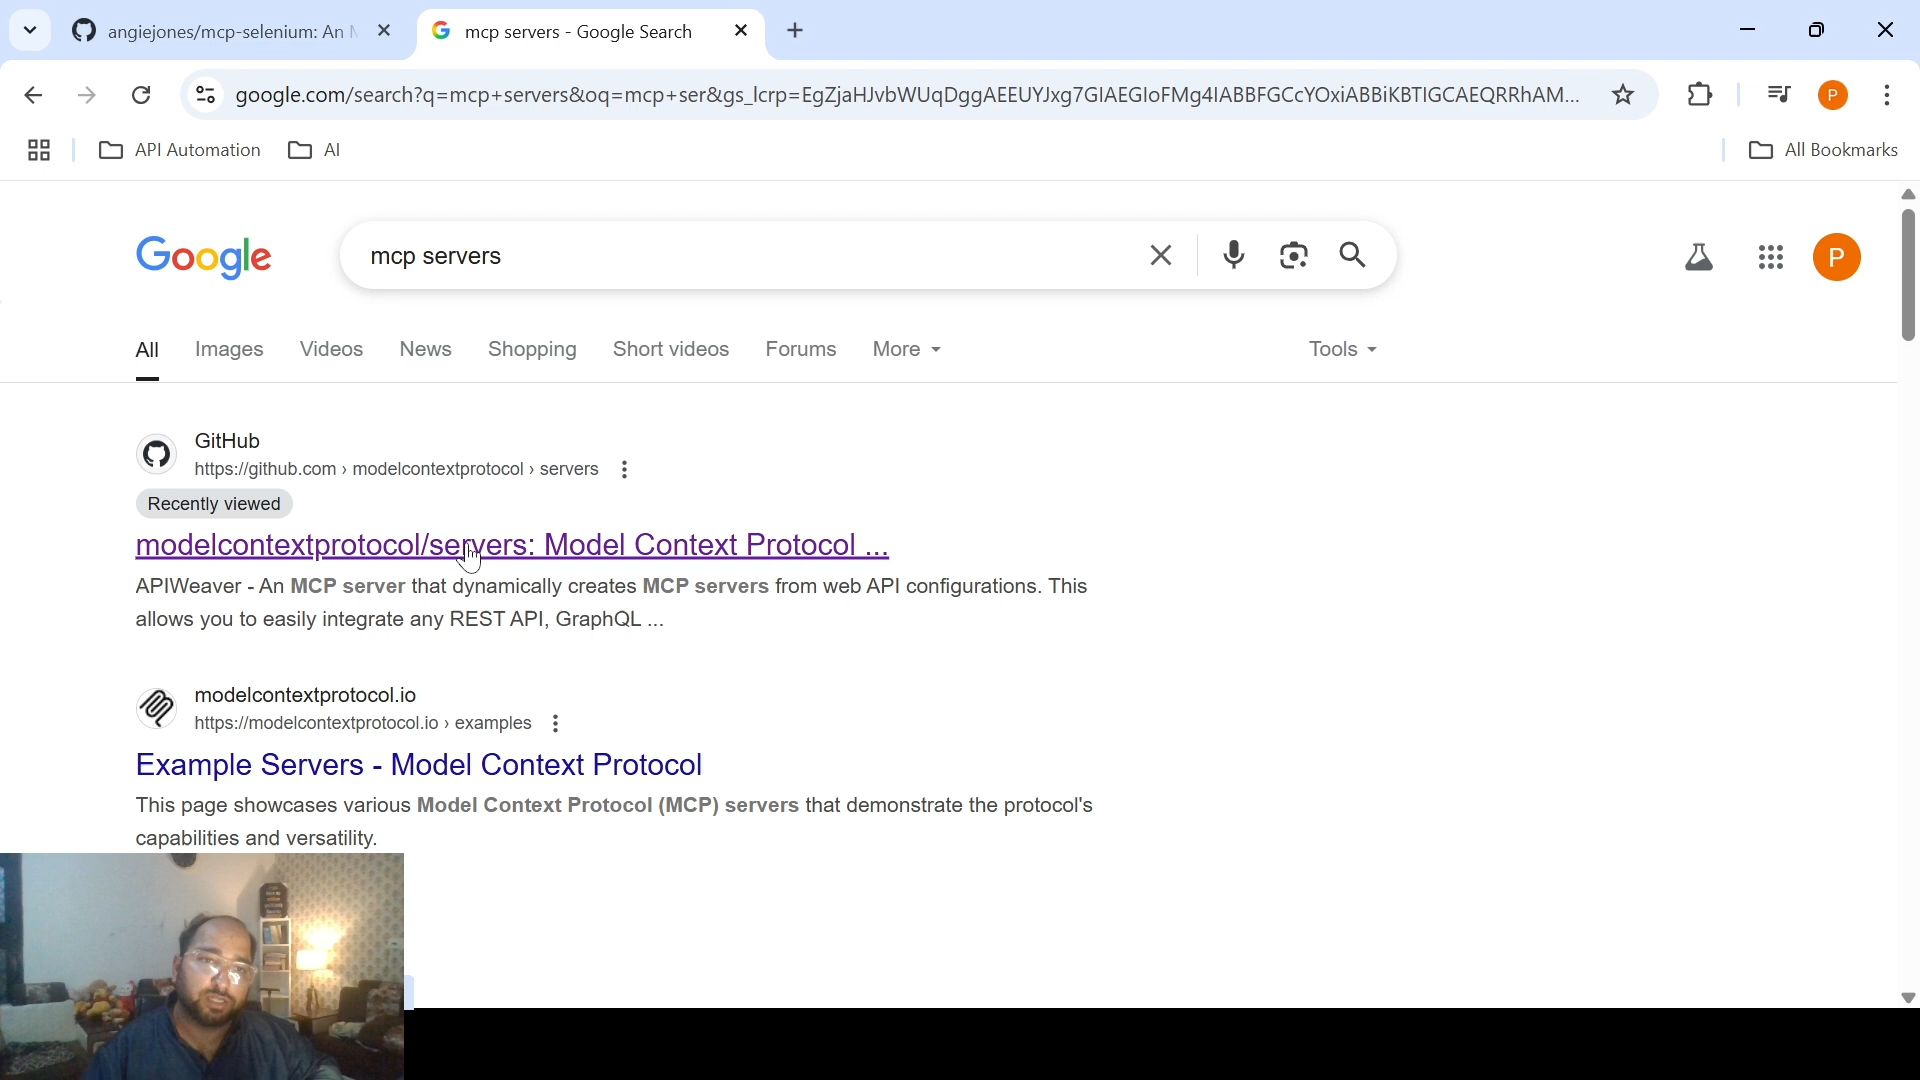 angiejones/mcp-selenium: An M
mcp servers - Google Search
google.com/search?q=mcp+servers&oq=mcp+ser&gs_lcrp=EgZjaHJvbWUqDggAEEUYJxg7GIAEGIoFMg4IABBFGCcYOxiABBiKBTIGCAEQRRhAM...
P
API Automation
AI
All Bookmarks
Google
mcp servers
P
All
Images
Videos
News
Shopping
Short videos
Forums
More
Tools
GitHub
https://github.com › modelcontextprotocol › servers
Recently viewed
modelcontextprotocol/servers: Model Context Protocol ...
APIWeaver - An MCP server that dynamically creates MCP servers from web API configurations. This
allows you to easily integrate any REST API, GraphQL ...
modelcontextprotocol.io
https://modelcontextprotocol.io › examples
Example Servers - Model Context Protocol
This page showcases various Model Context Protocol (MCP) servers that demonstrate the protocol's
capabilities and versatility.